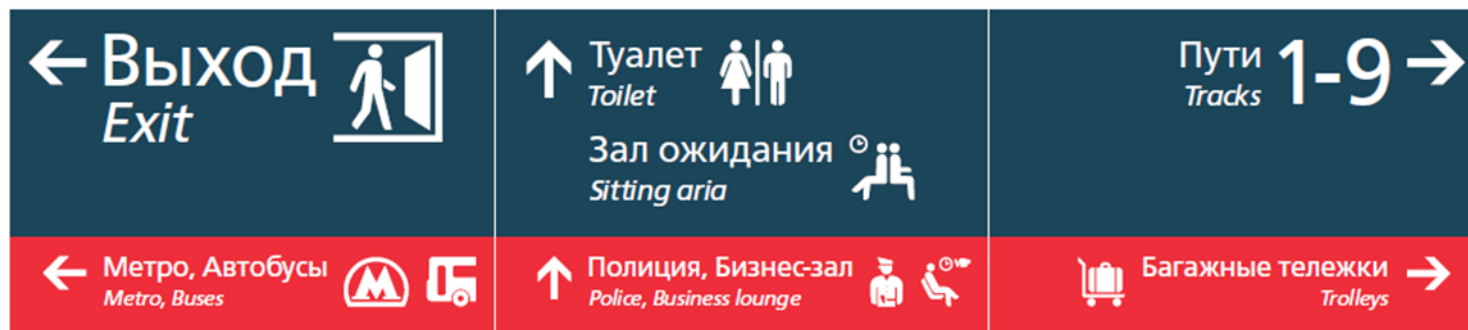 Выход
Exit
Туалет
Toilet
Зал ожидания
Sitting aria
Пути 1-9
Tracks
Метро, Автобусы
Metro, Buses
Полиция, Бизнес-зал
Police, Business lounge
Багажные тележки
Trolleys